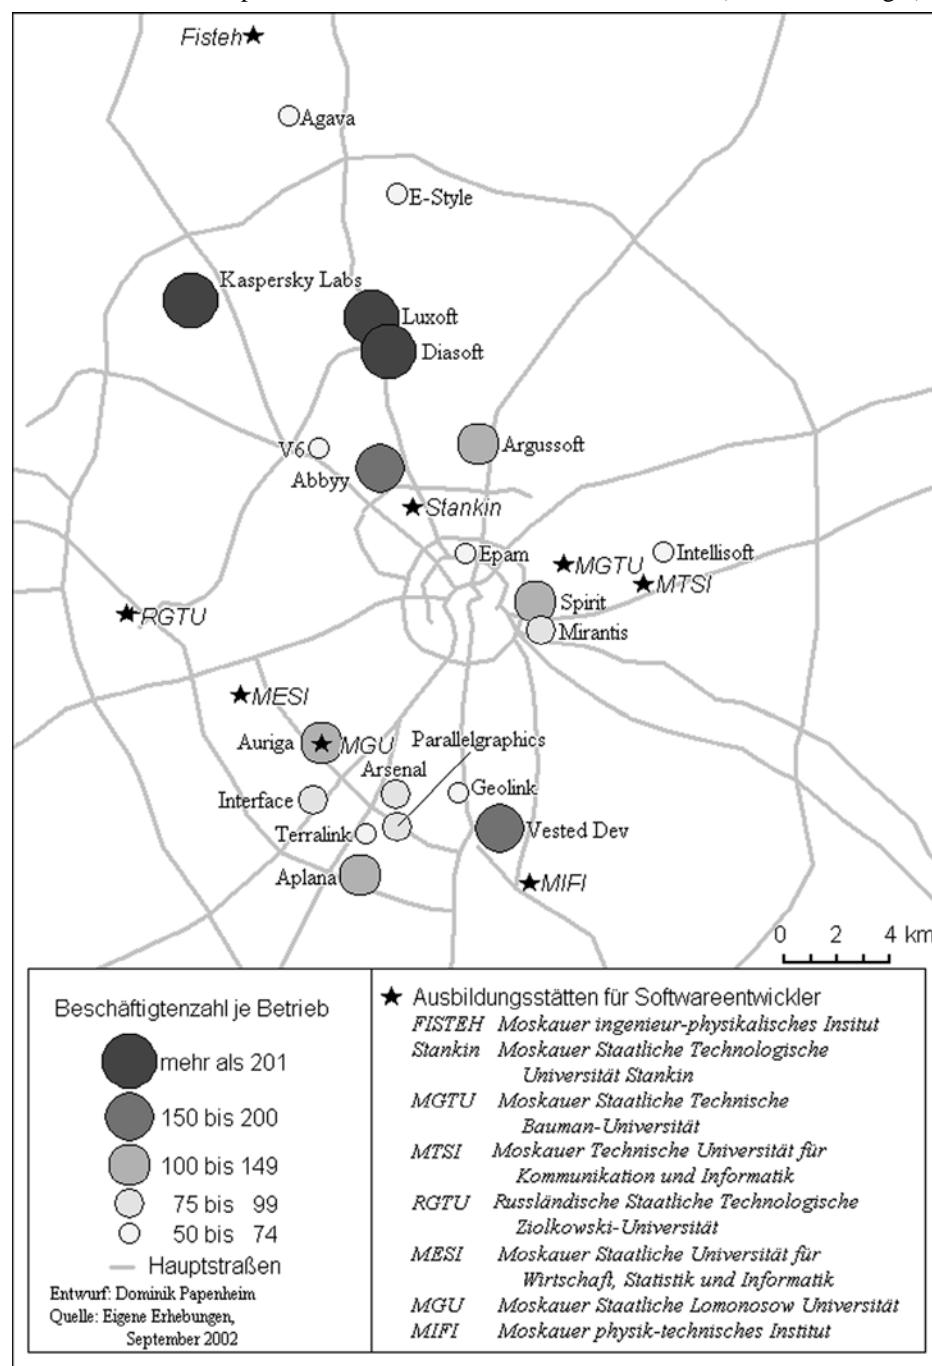 Fisteh
Agava
E-Style
Kaspersky Labs
Luxoft
Diasoft
Argussoft
V6
Abbyy
Stankin
Epam
Intellisoft
MGTU
MTSI
Spirit
RGTU
Mirantis
MESI
Auriga
MGU
Parallelgraphics
Arsenal
Geolink
Interface
Terralink
Vested Dev
Aplana
MIFI
0 2 4 km
Beschäftigtenzahl je Betrieb
mehr als 201
150 bis 200
100 bis 149
75 bis 99
50 bis 74
Hauptstraßen
Entwurf: Dominik Papenheim
Quelle: Eigene Erhebungen,
September 2002
Ausbildungsstätten für Softwareentwickler
FISTEH Moskauer ingenieur-physikalisches Insitut
Stankin Moskauer Staatliche Technologische
Universität Stankin
MGTU Moskauer Staatliche Technische
Bauman-Universität
MTSI Moskauer Technische Universität für
Kommunikation und Informatik
RGTU Russländische Staatliche Technologische
Ziolkowski-Universität
MESI Moskauer Staatliche Universität für
Wirtschaft, Statistik und Informatik
MGU Moskauer Staatliche Lomonosow Universität
MIFI Moskauer physik-technisches Institut